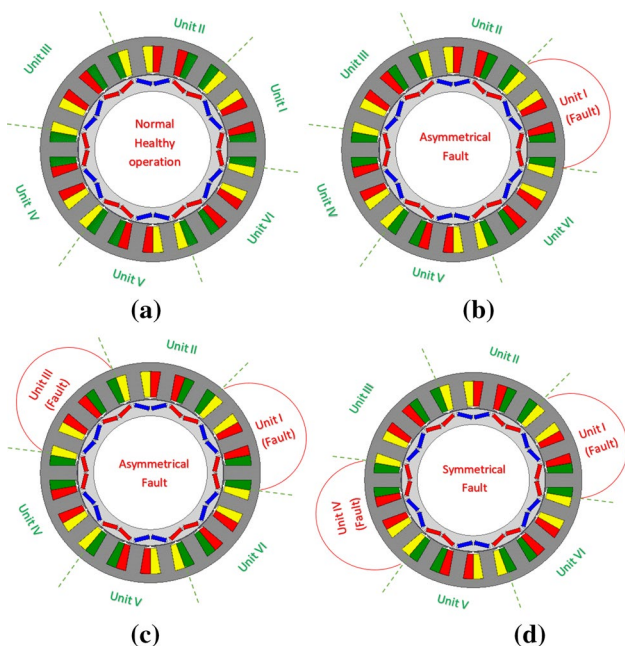 Unit II
Unit III
Unit I
Normal
Healthy
operation
Unit IV
Unit VI
Unit V
(a)
Unit II
Unit III
Unit I
(Fault)
Asymmetrical
Fault
Unit IV
Unit VI
Unit V
(b)
Unit II
Unit III
(Fault)
Unit I
(Fault)
Asymmetrical
Fault
Unit IV
Unit VI
Unit V
(c)
Unit II
Unit III
Unit I
(Fault)
Symmetrical
Fault
Unit IV
(Fault)
Unit VI
Unit V
(d)